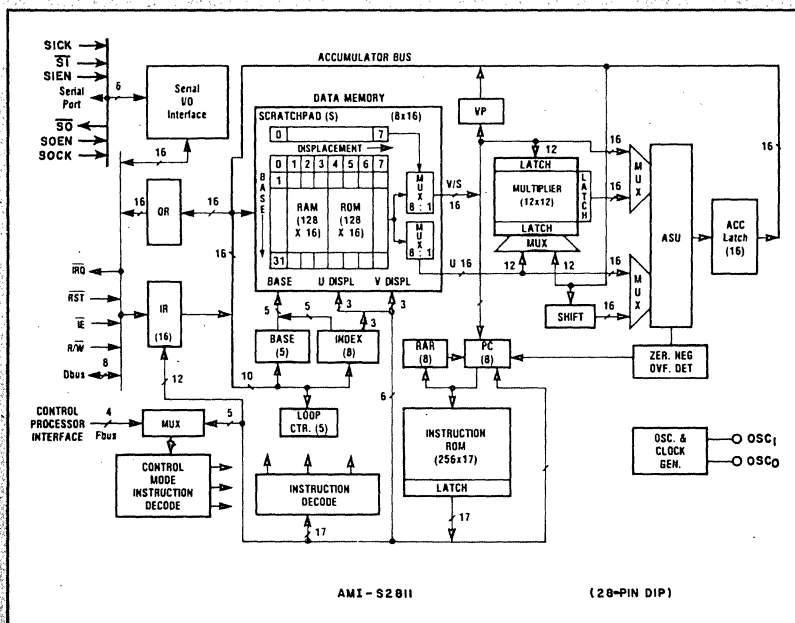 SICK
SI
SIEN
Serial
Port
SO
SOEN
SOCK
6
Serial
I/O
Interface
16
16
OR
16
16
IRQ
RST
IE
R/W
Dbus
8
IR
(16)
12
CONTROL
PROCESSOR
INTERFACE
4
Fbus
MUX
5
CONTROL
MODE
INSTRUCTION
DECODE
ACCUMULATOR BUS
DATA MEMORY
SCRATCHPAD (S) (8x16)
0 7
DISPLACEMENT
0 1 2 3 4 5 6 7
1
BASE
RAM
(128
X 16)
ROM
(128
X 16)
31
MUX
8:1
MUX
8:1
V/S
16
U 16
BASE U DISPL V DISPL
5
5
3
3
3
BASE
(5)
INDEX
(8)
10
LOOP
CTR. (5)
INSTRUCTION
DECODE
17
6
VP
12
LATCH
MULTIPLIER
(12x12)
LATCH
LATCH
MUX
12
12
16
16
16
16
SHIFT
MUX
MUX
ASU
ACC
Latch
(16)
16
RAR
(8)
PC
(8)
ZER. NEG
OVF. DET
INSTRUCTION
ROM
(256x17)
LATCH
17
OSC. &
CLOCK
GEN.
OSCI
OSCO
AMI-S2811 (28-PIN DIP)